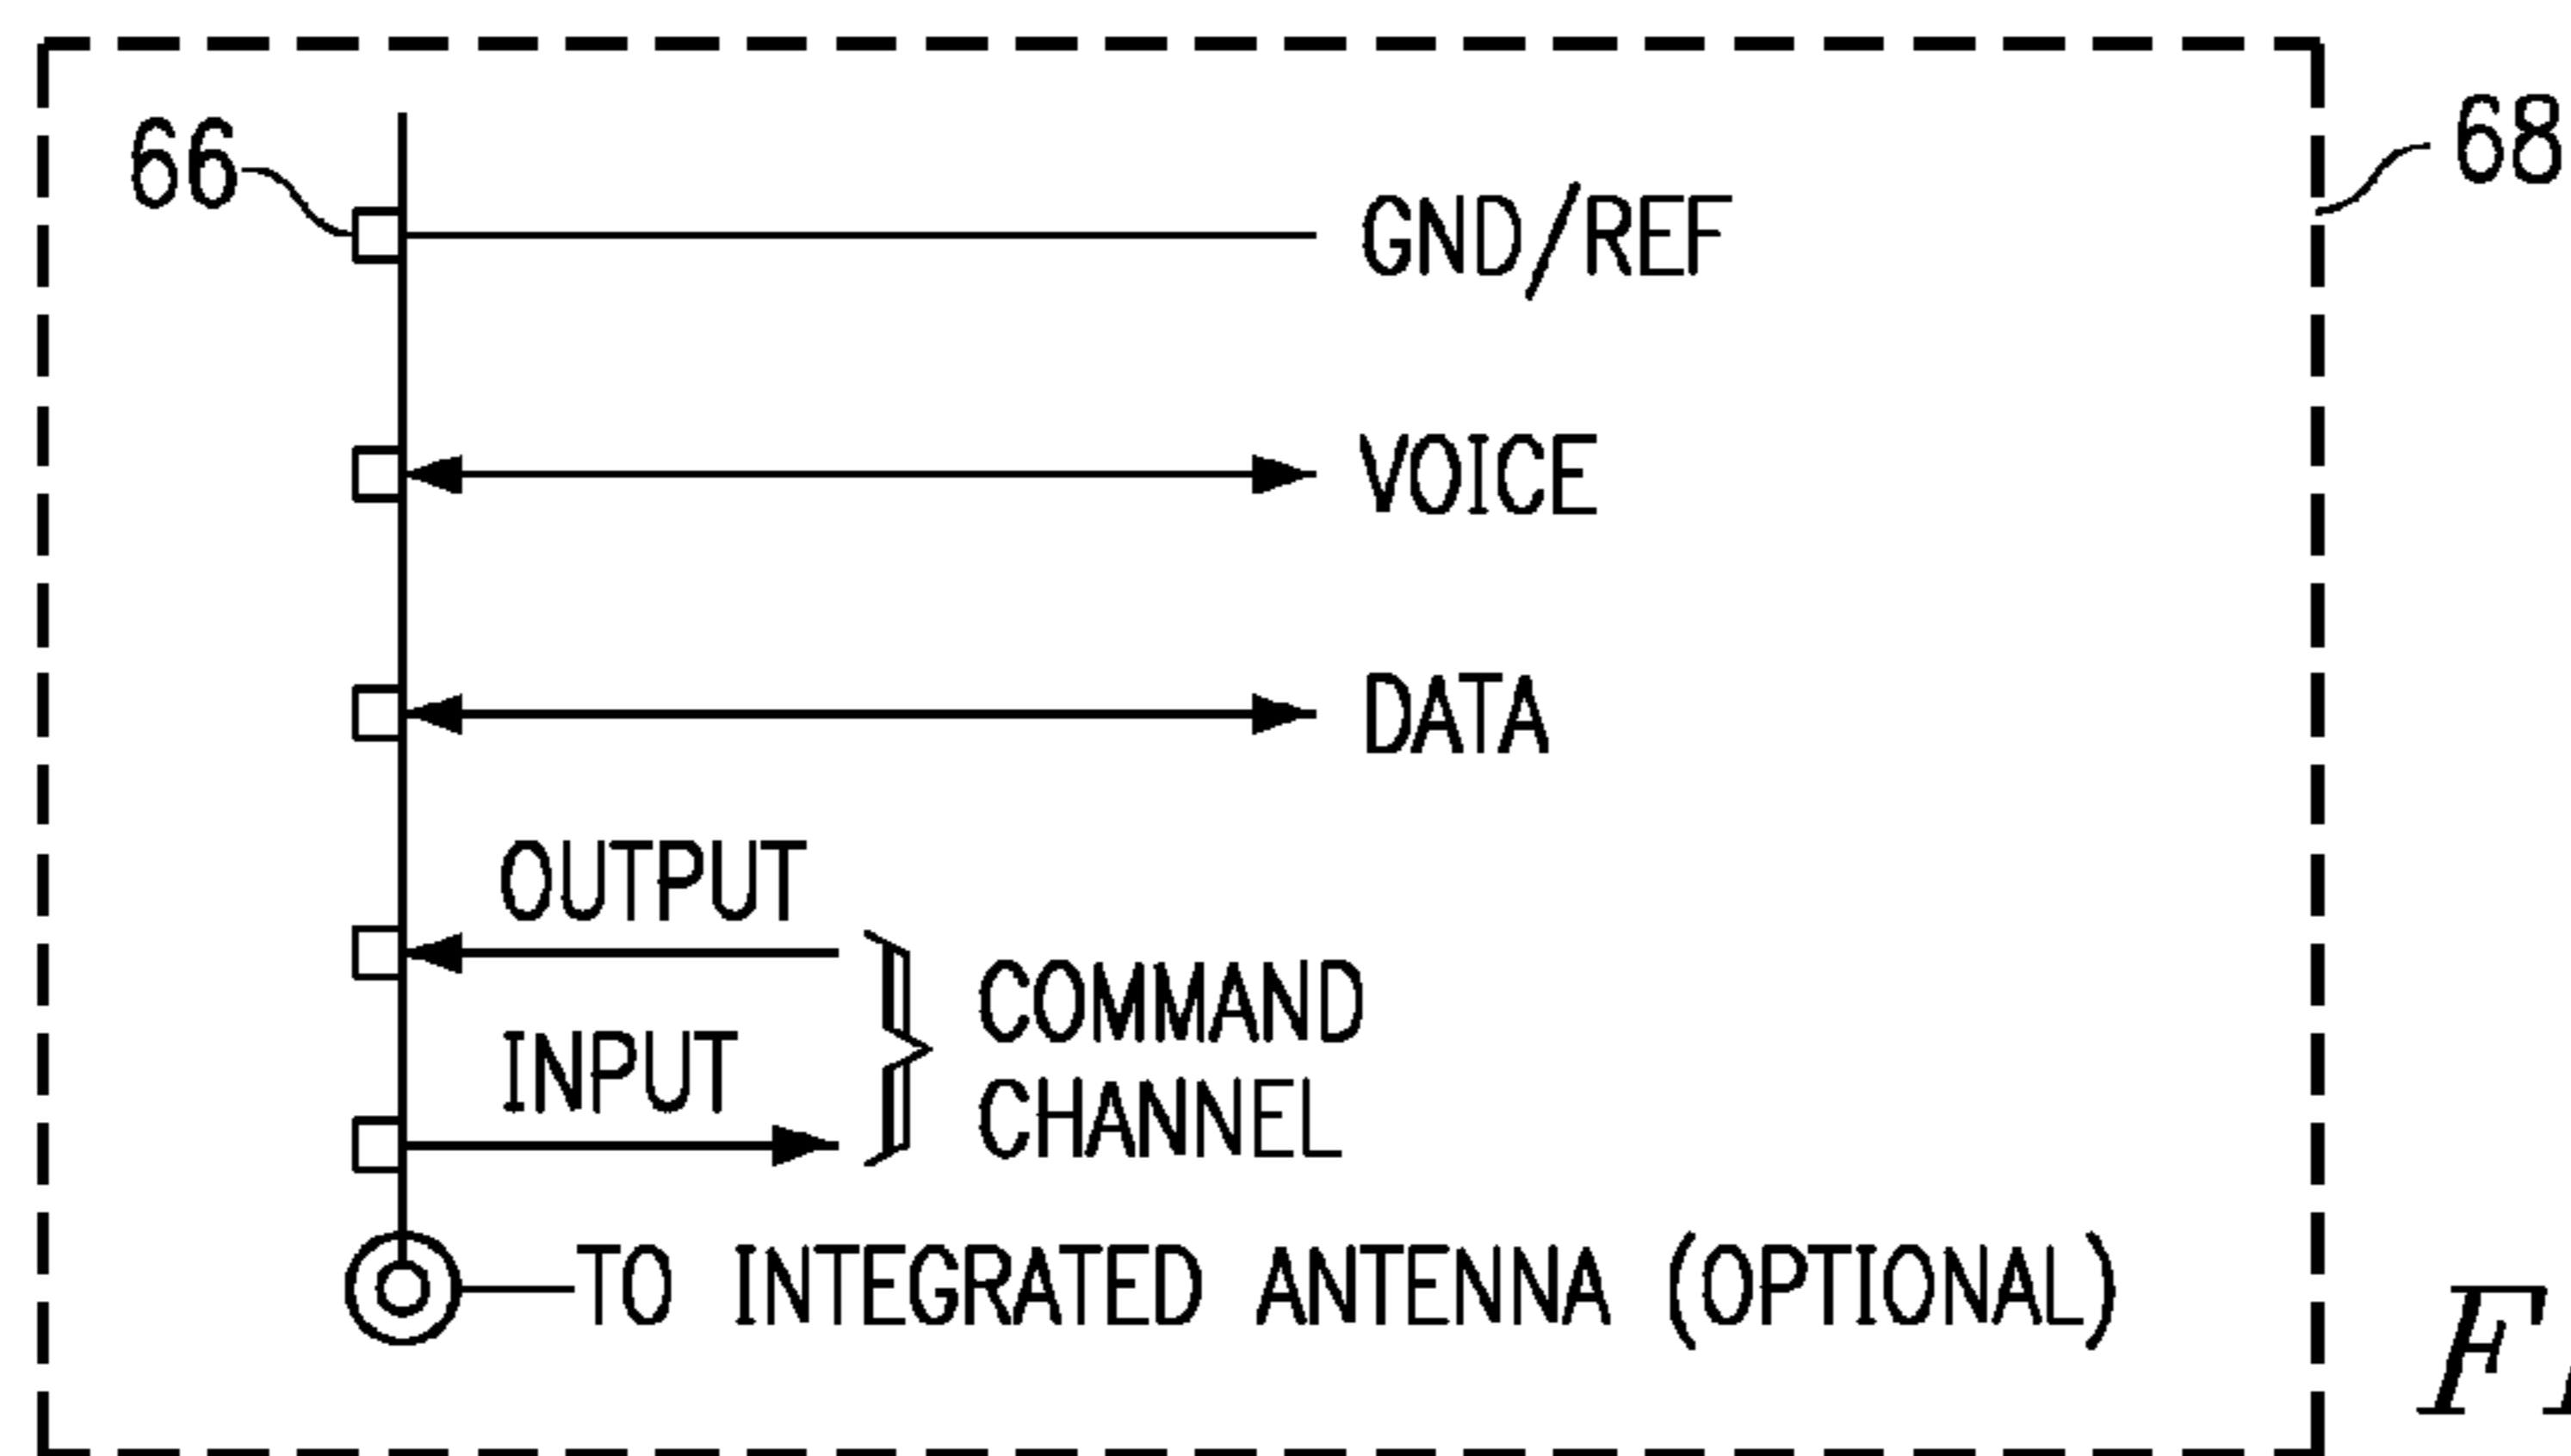 66
68
GND/REF
VOICE
DATA
OUTPUT
INPUT
COMMAND
CHANNEL
TO INTEGRATED ANTENNA (OPTIONAL)